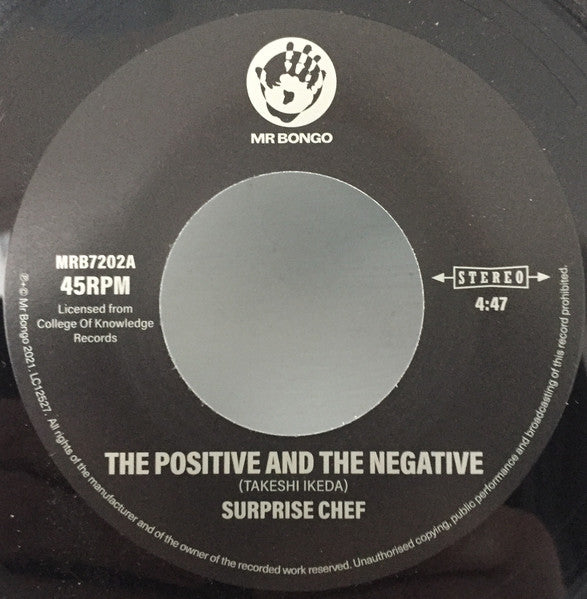 MR BONGO
MRB7202A
45RPM
Licensed from
College Of Knowledge
Records
STEREO
4:47
THE POSITIVE AND THE NEGATIVE
(TAKESHI IKEDA)
SURPRISE CHEF
℗+© Mr Bongo 2021. LC12527. All rights of the manufacturer and of the owner of the recorded work reserved. Unauthorised copying, public performance and broadcasting of this record prohibited.